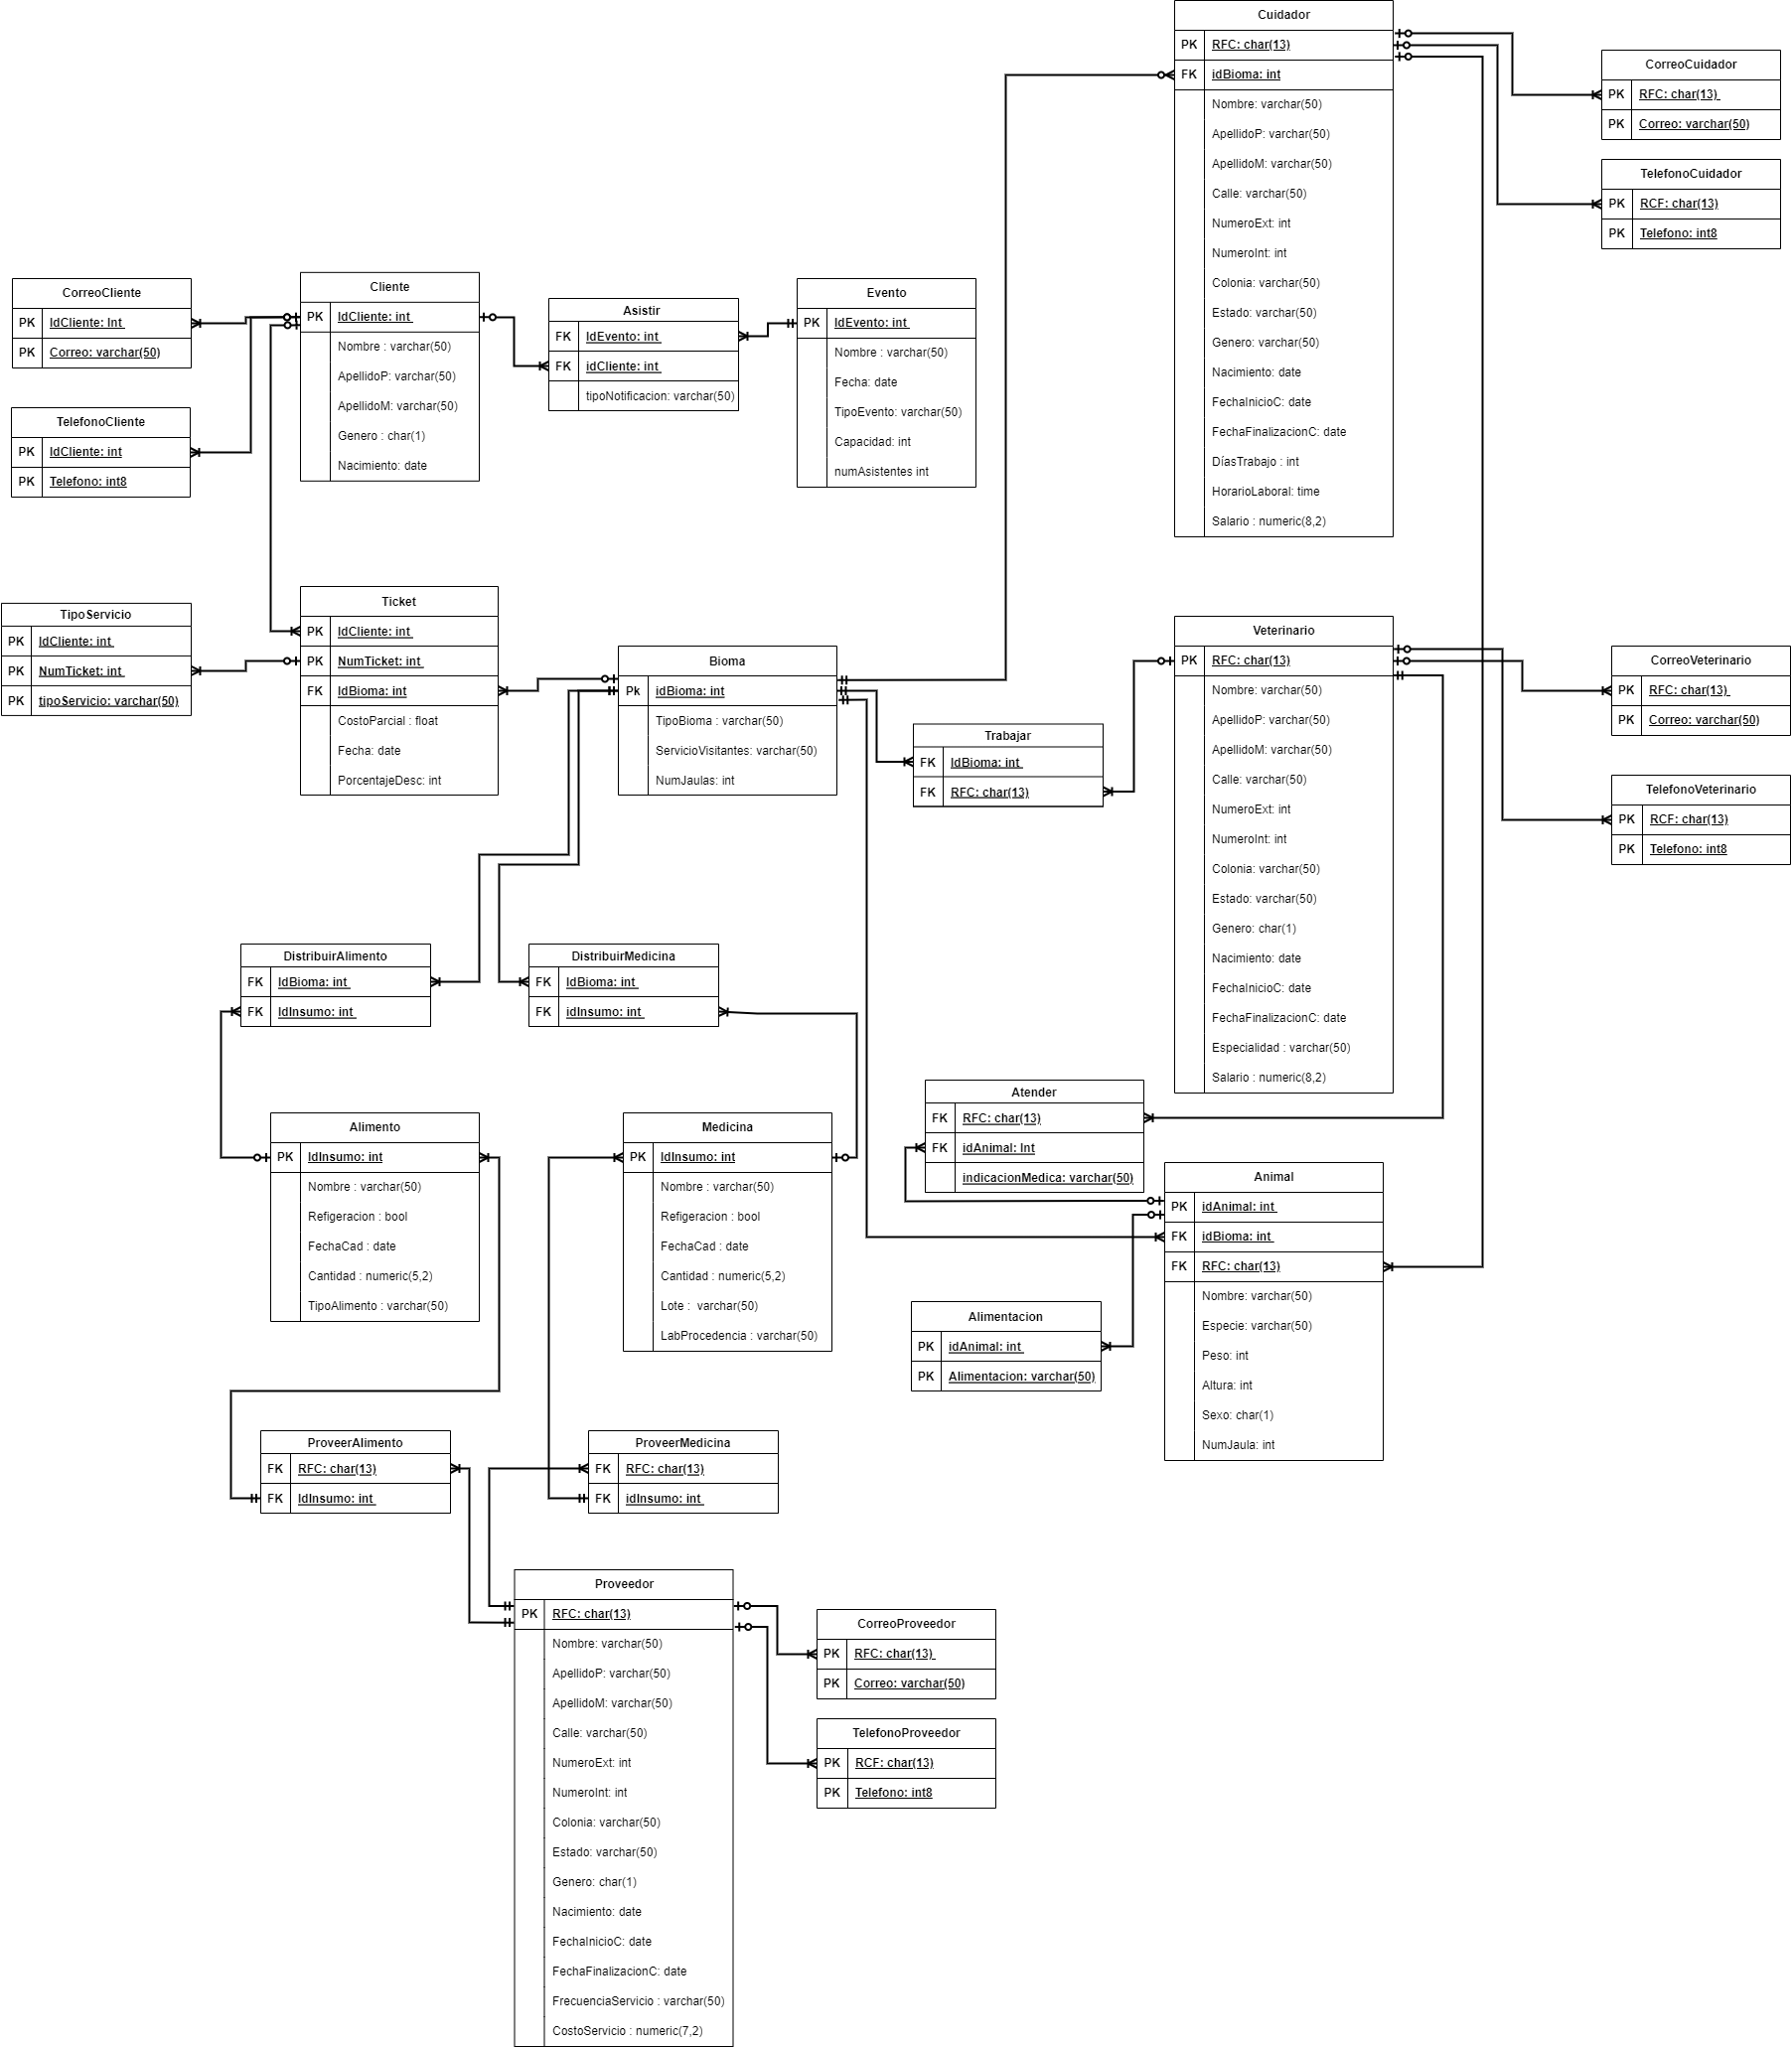 Cuidador
PK RFC: char(13)
FK idBioma: int
Nombre: varchar(50)
ApellidoP: varchar(50)
ApellidoM: varchar(50)
Calle: varchar(50)
NumeroExt: int
NumeroInt: int
Colonia: varchar(50)
Estado: varchar(50)
Genero: varchar(50)
Nacimiento: date
FechaInicioC: date
FechaFinalizacionC: date
DíasTrabajo : int
HorarioLaboral: time
Salario : numeric(8,2)
CorreoCuidador
PK RFC: char(13)
PK Correo: varchar(50)
TelefonoCuidador
PK RCF: char(13)
PK Telefono: int8
CorreoCliente
PK IdCliente: Int
PK Correo: varchar(50)
TelefonoCliente
PK IdCliente: int
PK Telefono: int8
Cliente
PK IdCliente: int
Nombre : varchar(50)
ApellidoP: varchar(50)
ApellidoM: varchar(50)
Genero : char(1)
Nacimiento: date
Asistir
FK IdEvento: int
FK idCliente: int
tipoNotificacion: varchar(50)
Evento
PK IdEvento: int
Nombre : varchar(50)
Fecha: date
TipoEvento: varchar(50)
Capacidad: int
numAsistentes int
TipoServicio
PK IdCliente: int
PK NumTicket: int
PK tipoServicio: varchar(50)
Ticket
PK IdCliente: int
PK NumTicket: int
FK IdBioma: int
CostoParcial : float
Fecha: date
PorcentajeDesc: int
Bioma
Pk idBioma: int
TipoBioma : varchar(50)
ServicioVisitantes: varchar(50)
NumJaulas: int
Trabajar
FK IdBioma: int
FK RFC: char(13)
Veterinario
PK RFC: char(13)
Nombre: varchar(50)
ApellidoP: varchar(50)
ApellidoM: varchar(50)
Calle: varchar(50)
NumeroExt: int
NumeroInt: int
Colonia: varchar(50)
Estado: varchar(50)
Genero: char(1)
Nacimiento: date
FechaInicioC: date
FechaFinalizacionC: date
Especialidad : varchar(50)
Salario : numeric(8,2)
CorreoVeterinario
PK RFC: char(13)
PK Correo: varchar(50)
TelefonoVeterinario
PK RCF: char(13)
PK Telefono: int8
DistribuirAlimento
FK IdBioma: int
FK IdInsumo: int
DistribuirMedicina
FK IdBioma: int
FK idInsumo: int
Alimento
PK IdInsumo: int
Nombre : varchar(50)
Refigeracion : bool
FechaCad : date
Cantidad : numeric(5,2)
TipoAlimento : varchar(50)
Medicina
PK IdInsumo: int
Nombre : varchar(50)
Refigeracion : bool
FechaCad : date
Cantidad : numeric(5,2)
Lote : varchar(50)
LabProcedencia : varchar(50)
Atender
FK RFC: char(13)
FK idAnimal: Int
indicacionMedica: varchar(50)
Animal
PK idAnimal: int
FK idBioma: int
FK RFC: char(13)
Nombre: varchar(50)
Especie: varchar(50)
Peso: int
Altura: int
Sexo: char(1)
NumJaula: int
Alimentacion
PK idAnimal: int
PK Alimentacion: varchar(50)
ProveerAlimento
FK RFC: char(13)
FK IdInsumo: int
ProveerMedicina
FK RFC: char(13)
FK idInsumo: int
Proveedor
PK RFC: char(13)
Nombre: varchar(50)
ApellidoP: varchar(50)
ApellidoM: varchar(50)
Calle: varchar(50)
NumeroExt: int
NumeroInt: int
Colonia: varchar(50)
Estado: varchar(50)
Genero: char(1)
Nacimiento: date
FechaInicioC: date
FechaFinalizacionC: date
FrecuenciaServicio : varchar(50)
CostoServicio : numeric(7,2)
CorreoProveedor
PK RFC: char(13)
PK Correo: varchar(50)
TelefonoProveedor
PK RCF: char(13)
PK Telefono: int8